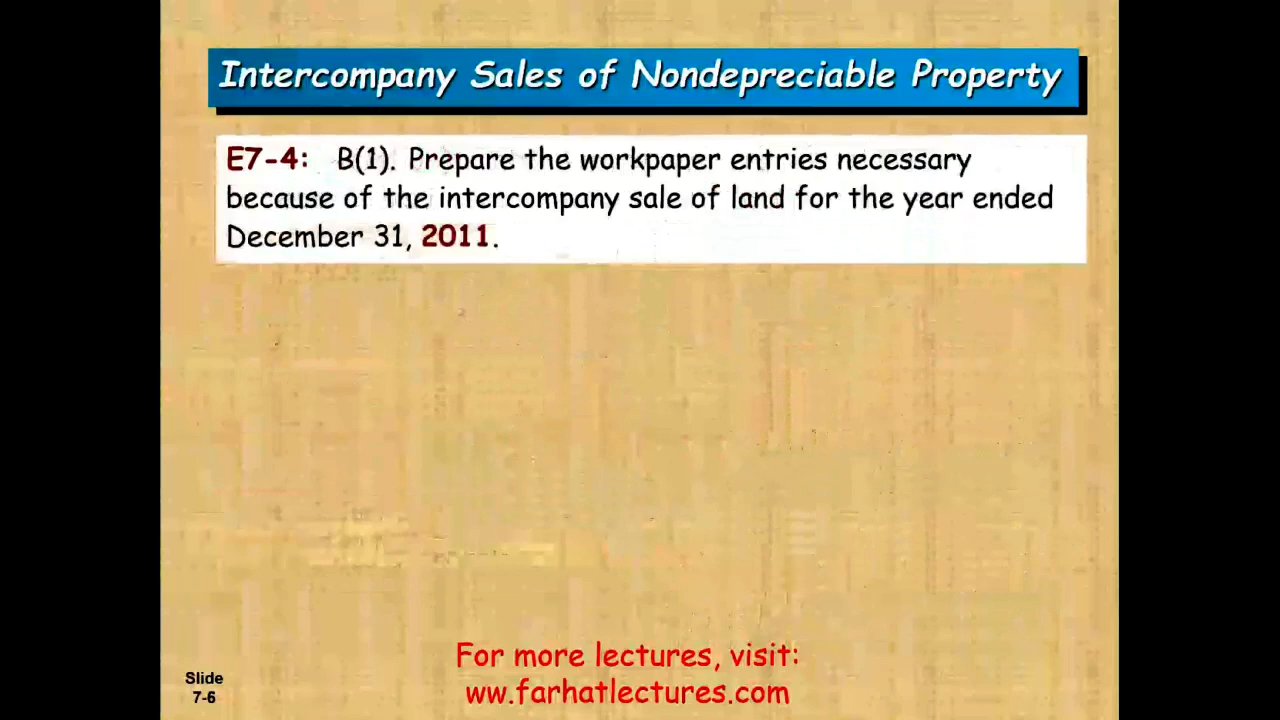 Intercompany Sales of Nondepreciable Property
E7-4: B(1). Prepare the workpaper entries necessary
because of the intercompany sale of land for the year ended
December 31, 2011.
For more lectures, visit:
ww.farhatlectures.com
Slide
7-6